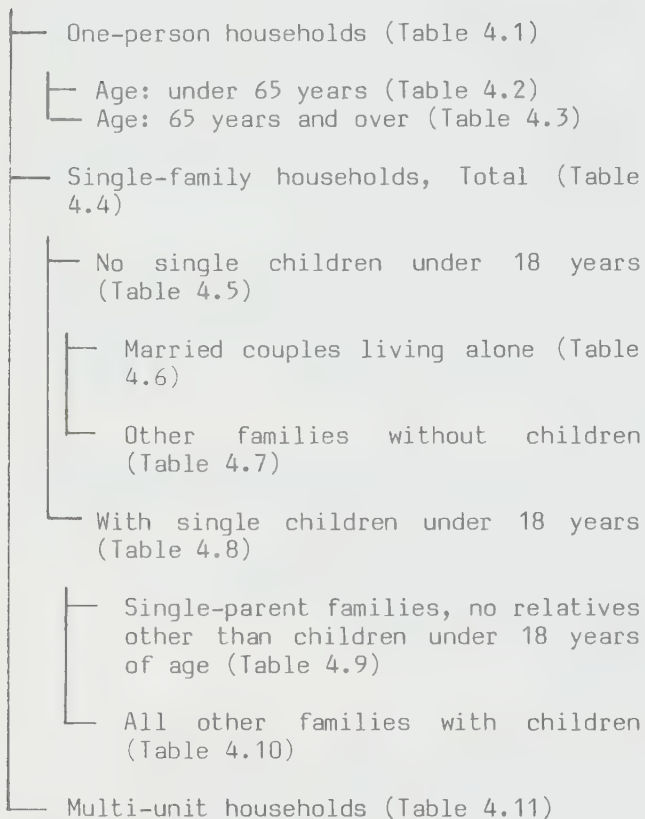 One-person households (Table 4.1)
Age: under 65 years (Table 4.2)
Age: 65 years and over (Table 4.3)
Single-family households, Total (Table
4.4)
No single children under 18 years
(Table 4.5)
Married couples living alone (Table
4.6)
Other families without children
(Table 4.7)
With single children under 18 years
(Table 4.8)
Single-parent families, no relatives
other than children under 18 years
of age (Table 4.9)
All other families with children
(Table 4.10)
Multi-unit households (Table 4.11)